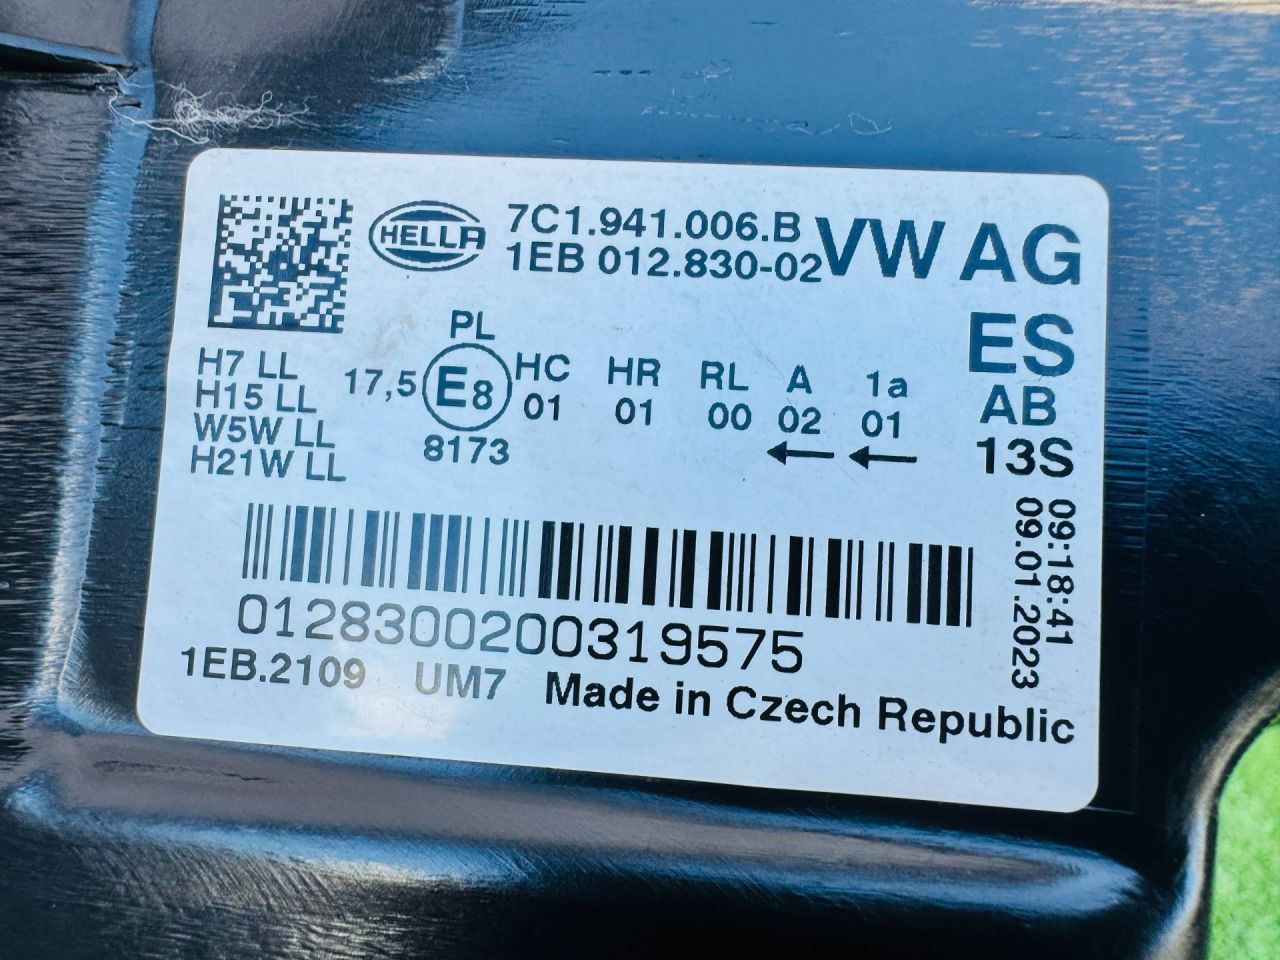 HELLA
7C1.941.006.B
1EB 012.830-02
VW AG
ES
AB
13S
PL
H7 LL
H15 LL
W5W LL
H21W LL
17,5
E8
8173
HC HR RL A 1a
01 01 00 02 01
← ←
09:18:41
09.01.2023
012830020031957​5
1EB.2109 UM7 Made in Czech Republic